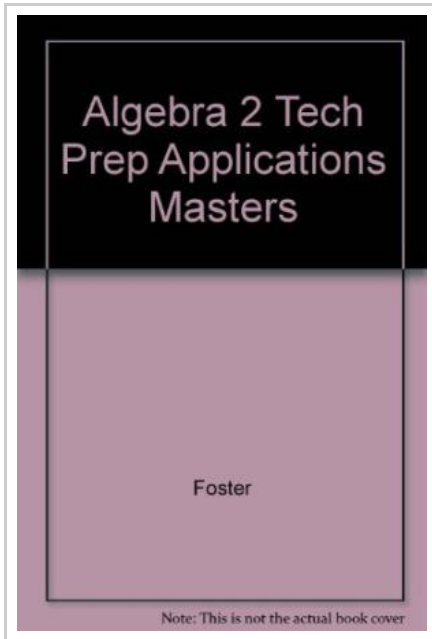 Algebra 2 Tech
Prep Applications
Masters
Foster
Note: This is not the actual book cover